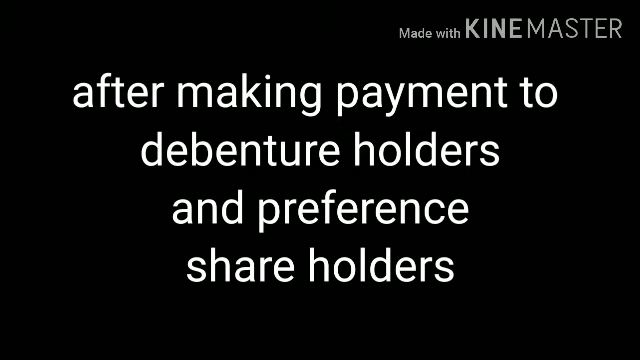 Made with KINEMASTER
after making payment to
debenture holders
and preference
share holders